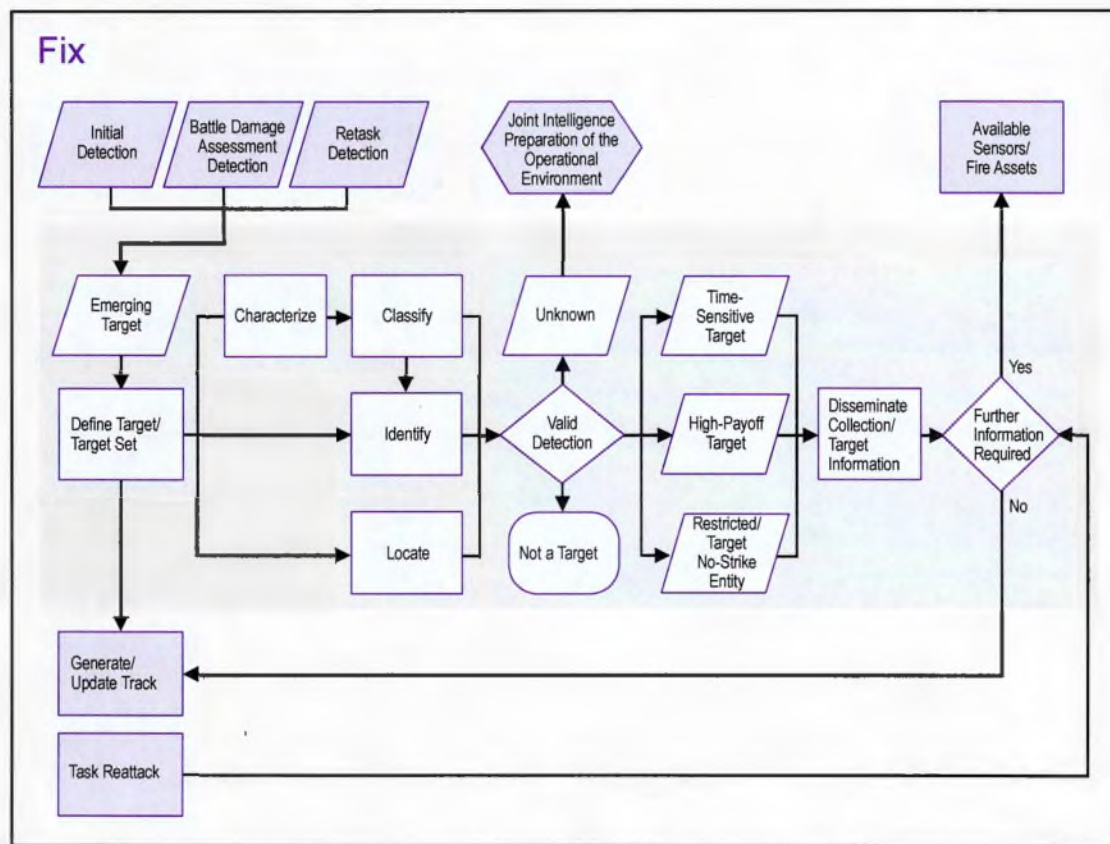 Fix
Initial
Detection
Battle Damage
Assessment
Detection
Retask
Detection
Joint Intelligence
Preparation of the
Operational
Environment
Available
Sensors/
Fire Assets
Emerging
Target
Characterize
Classify
Unknown
Time-
Sensitive
Target
Yes
Define Target/
Target Set
Identify
Valid
Detection
High-Payoff
Target
Disseminate
Collection/
Target
Information
Further
Information
Required
No
Locate
Not a Target
Restricted/
Target
No-Strike
Entity
Generate/
Update Track
Task Reattack